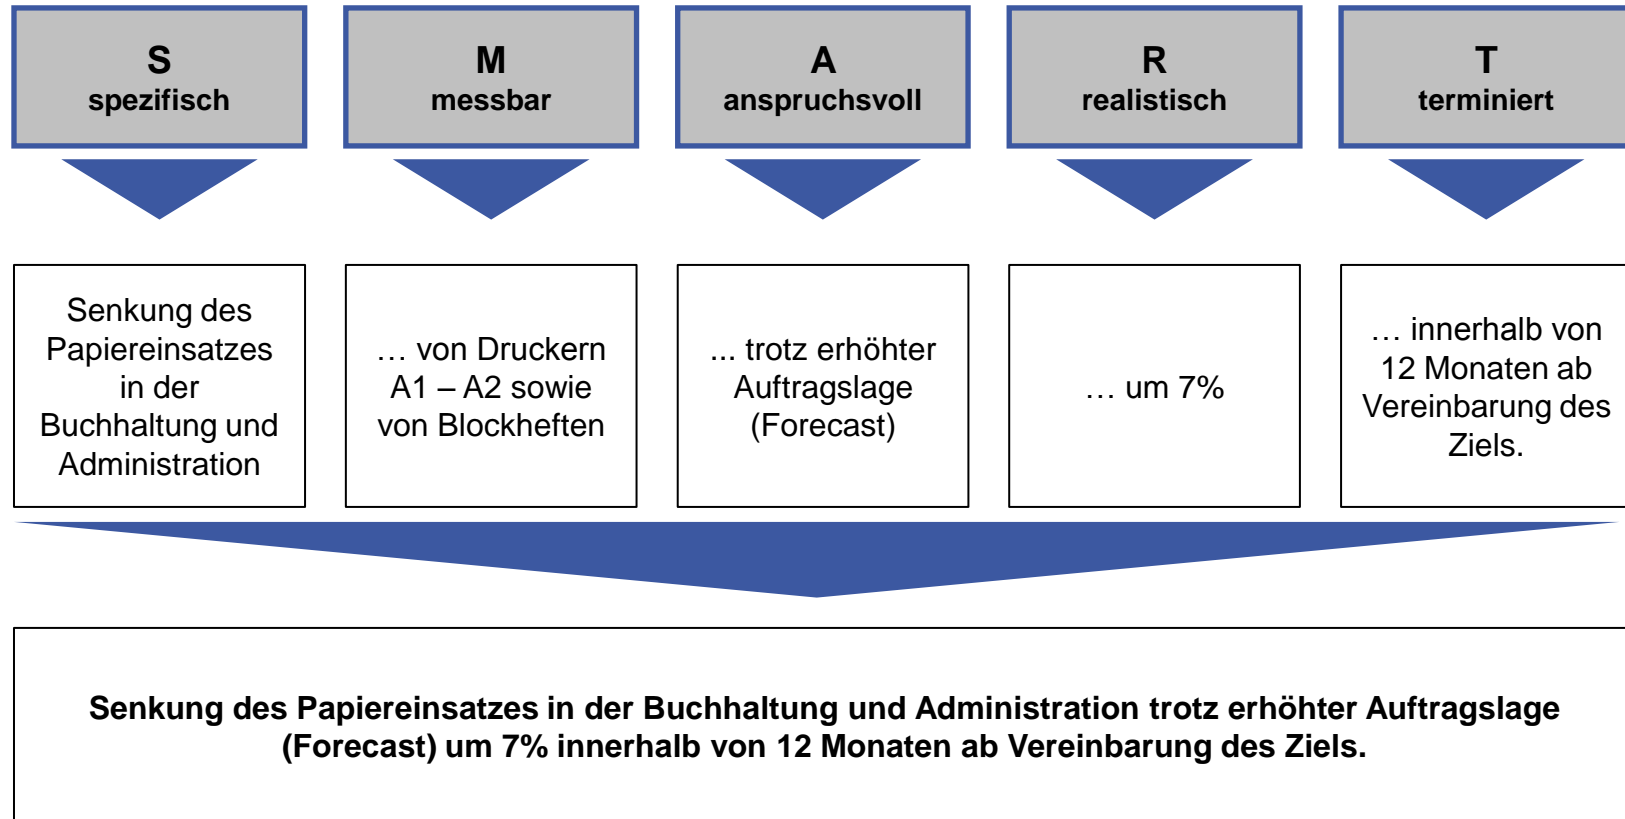 S
spezifisch
M
messbar
A
anspruchsvoll
R
realistisch
T
terminiert
Senkung des
Papiereinsatzes
in der
Buchhaltung und
Administration
… von Druckern
A1 – A2 sowie
von Blockheften
... trotz erhöhter
Auftragslage
(Forecast)
… um 7%
… innerhalb von
12 Monaten ab
Vereinbarung des
Ziels.
Senkung des Papiereinsatzes in der Buchhaltung und Administration trotz erhöhter Auftragslage
(Forecast) um 7% innerhalb von 12 Monaten ab Vereinbarung des Ziels.